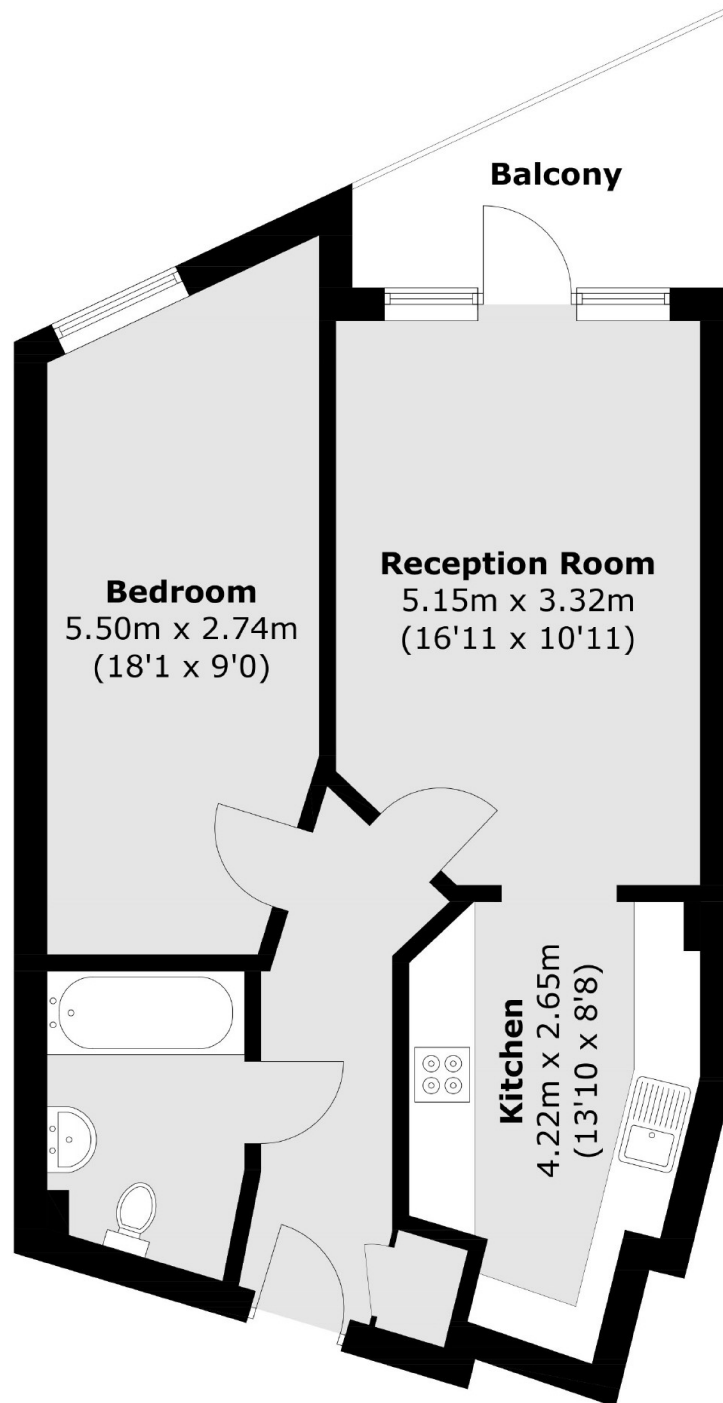 Balcony
Reception Room
5.15m x 3.32m
(16'11 x 10'11)
Bedroom
5.50m x 2.74m
(18'1 x 9'0)
Kitchen
4.22m x 2.65m
(13'10 x 8'8)